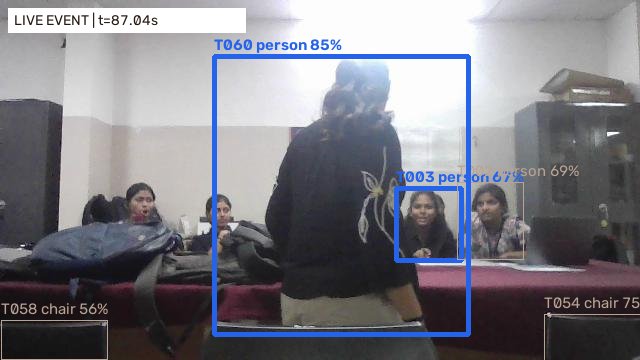 LIVE EVENT | t=87.04s
T060 person 85%
person 69%
T003 person 67%
T058 chair 56%
T054 chair 75